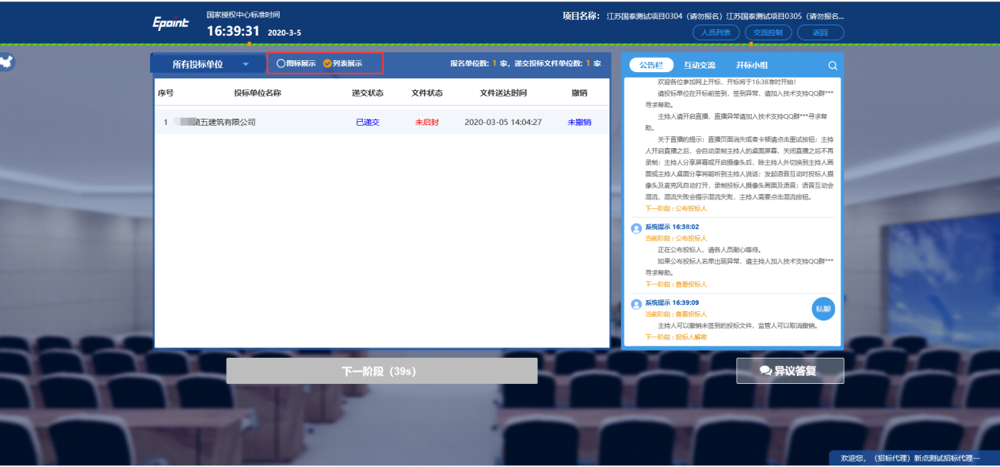 Epoint
国家授权中心标准时间
16:39:31 2020-3-5
项目名称: 江苏国泰测试项目0304(请勿报名)江苏国泰测试项目0305(请勿报名...
人员列表 交流控制 返回
所有投标单位 图标展示 列表展示 报名单位数: 1 家, 递交投标文件单位数: 1 家
序号 投标单位名称 递交状态 文件状态 文件送达时间 撤销
1 第五建筑有限公司 已递交 未启封 2020-03-05 14:04:27 未撤销
公告栏 互动交流 开标小组
欢迎各位参加网上开标,开标将于16:38准时开始!
请投标单位在开标前签到,签到异常,请加入技术支持QQ群***
寻求帮助。
主持人请开启直播,直播异常请加入技术支持QQ群***寻求帮
助。
关于直播的提示:直播页面消失或者卡顿请点击重试按钮;主持
人开启直播之后,会自动录制主持人的桌面屏幕,关闭直播之后不再
录制;主持人分享屏幕或开启摄像头后,除主持人外切换到主持人画
面或主持人桌面分享将能听到主持人说话;发起语音互动时投标人摄
像头及麦克风自动打开,录制投标人摄像头画面及语音;语音互动会
混流,混流失败会提示混流失败,主持人需要点击混流按钮。
下一阶段:公布投标人
系统提示 16:38:02
当前阶段:公布投标人
正在公布投标人,请各人员耐心等待。
如果公布投标人名单出现异常,请主持人加入技术支持QQ群***
寻求帮助。
下一阶段:查看投标人
系统提示 16:39:09
当前阶段:查看投标人
主持人可以撤销未签到的投标文件,监管人可以取消撤销。
下一阶段:投标人解密
私聊
下一阶段(39s)
异议答复
欢迎您,(招标代理)新点测试招标代理一